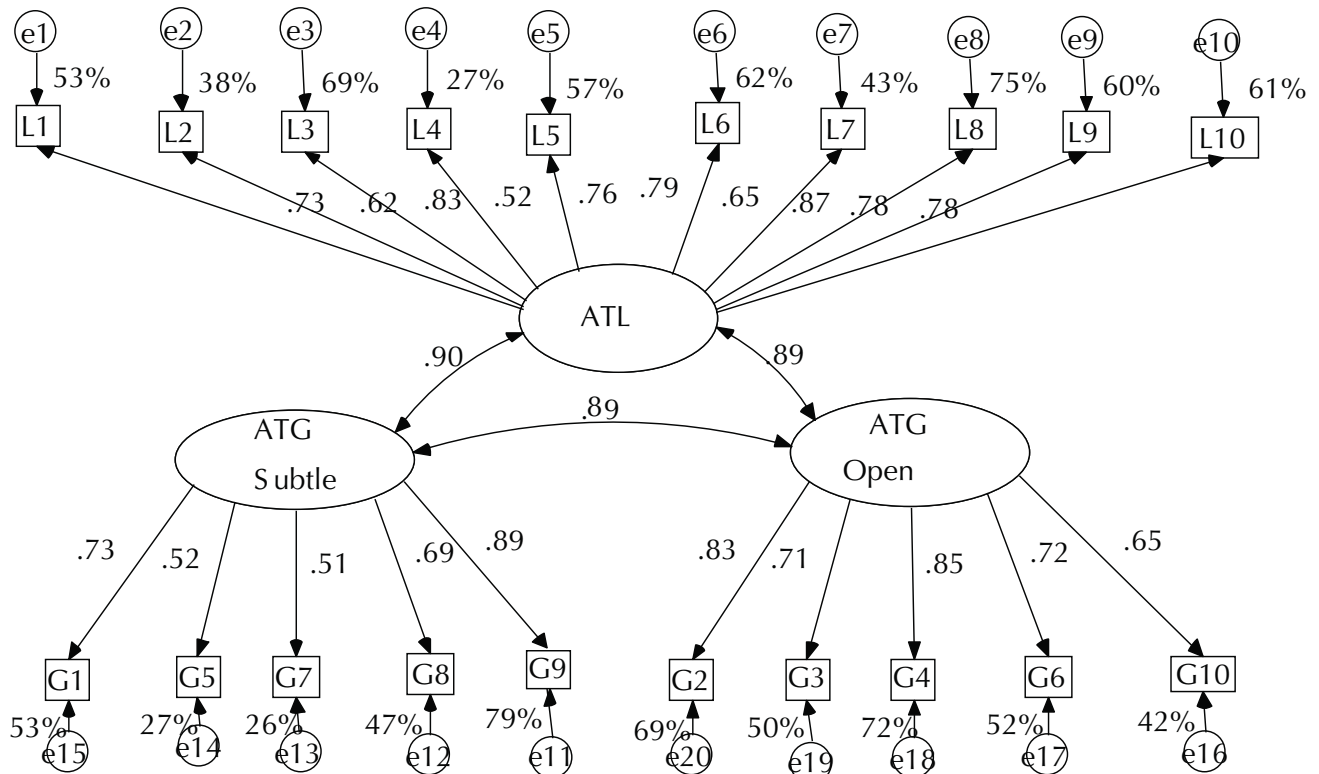 e1 e2 e3 e4 e5 e6 e7 e8 e9 e10
53% 38% 69% 27% 57% 62% 43% 75% 60% 61%
L1 L2 L3 L4 L5 L6 L7 L8 L9 L10
.73 .62 .83 .52 .76 .79 .65 .87 .78 .78
ATL
.90 .89
.89
ATG
Subtle
ATG
Open
.73 .52 .51 .69 .89 .83 .71 .85 .72 .65
G1 G5 G7 G8 G9 G2 G3 G4 G6 G10
53% 27% 26% 47% 79% 69% 50% 72% 52% 42%
e15 e14 e13 e12 e11 e20 e19 e18 e17 e16